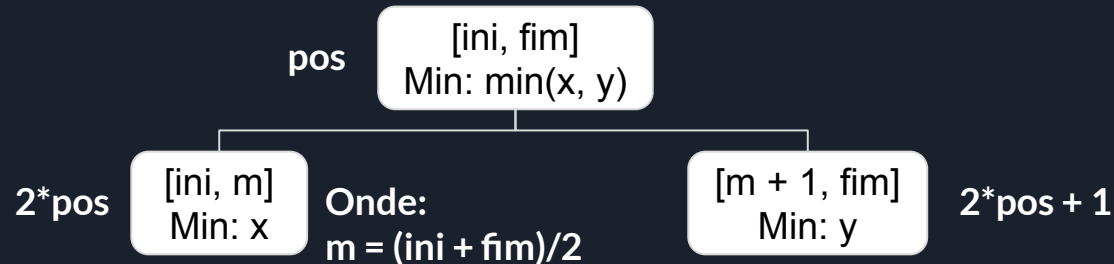 pos
[ini, fim]
Min: min(x, y)
2*pos
[ini, m]
Min: x
Onde:
m = (ini + fim)/2
[m + 1, fim]
Min: y
2*pos + 1